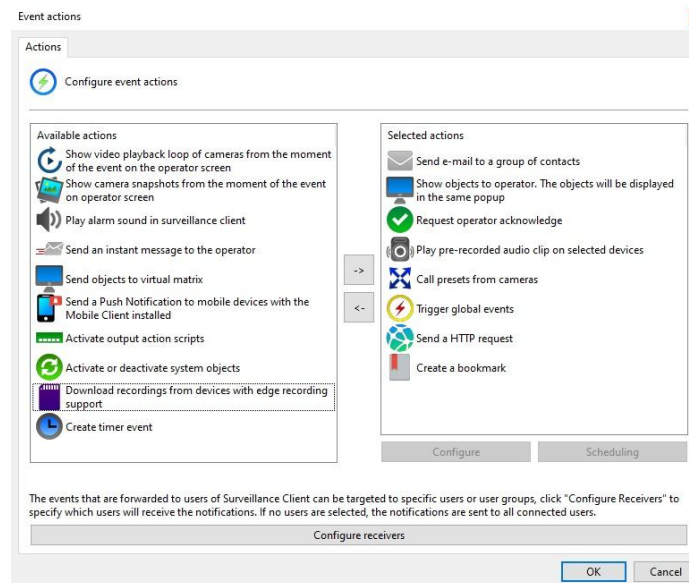 Event actions
Actions
Configure event actions
Available actions
Show video playback loop of cameras from the moment
of the event on the operator screen
Show camera snapshots from the moment of the event
on operator screen
Play alarm sound in surveillance client
Send an instant message to the operator
Send objects to virtual matrix
Send a Push Notification to mobile devices with the
Mobile Client installed
Activate output action scripts
Activate or deactivate system objects
Download recordings from devices with edge recording
support
Create timer event
->
<-
Selected actions
Send e-mail to a group of contacts
Show objects to operator. The objects will be displayed
in the same popup
Request operator acknowledge
Play pre-recorded audio clip on selected devices
Call presets from cameras
Trigger global events
Send a HTTP request
Create a bookmark
Configure
Scheduling
The events that are forwarded to users of Surveillance Client can be targeted to specific users or user groups, click "Configure Receivers" to
specify which users will receive the notifications. If no users are selected, the notifications are sent to all connected users.
Configure receivers
OK
Cancel